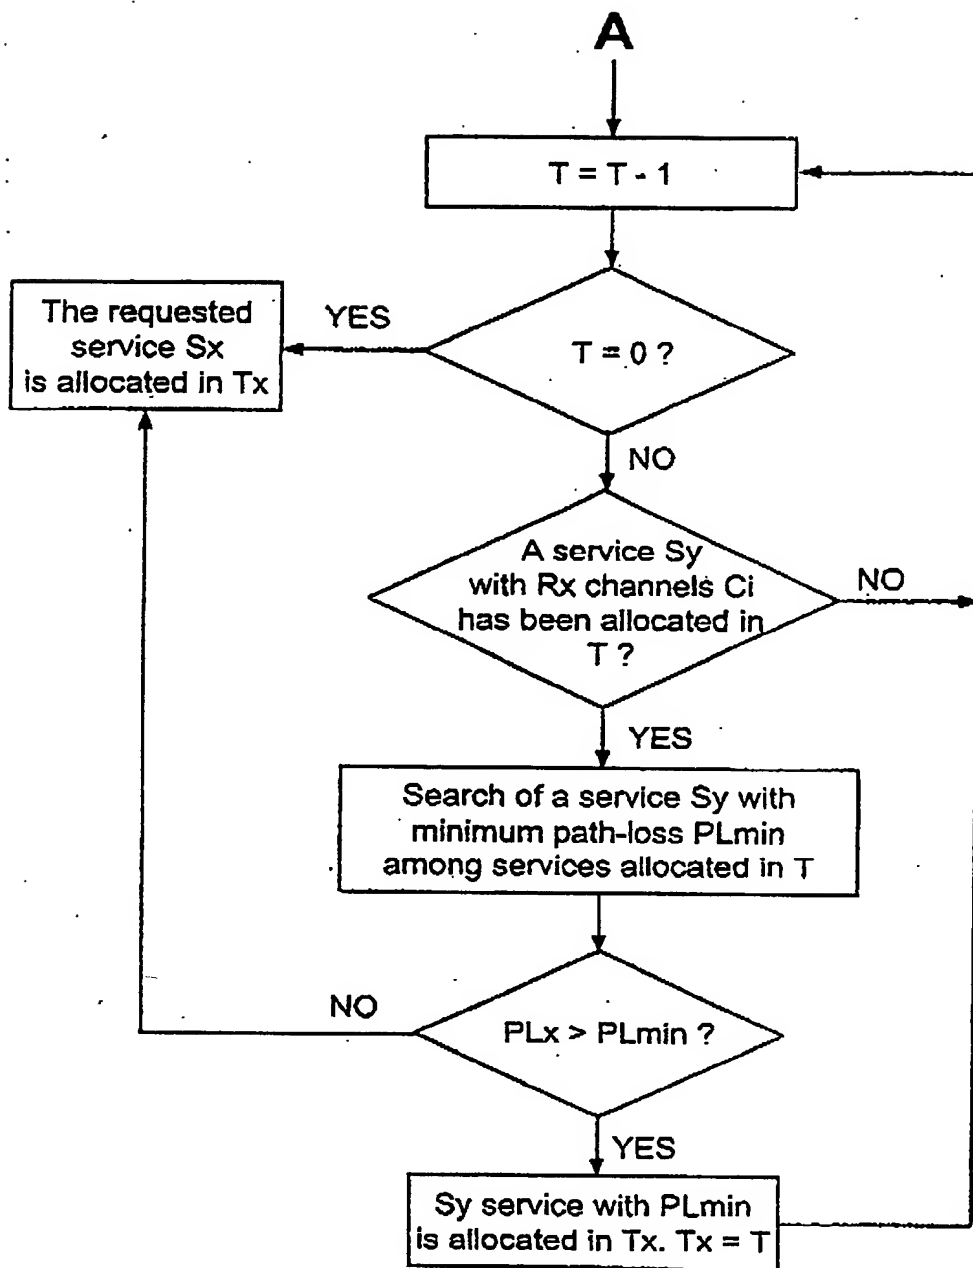 A
T = T - 1
The requested
service Sx
is allocated in Tx
YES
T = 0 ?
NO
A service Sy
with Rx channels Ci
has been allocated in
T ?
NO
YES
Search of a service Sy with
minimum path-loss PLmin
among services allocated in T
NO
PLx > PLmin ?
YES
Sy service with PLmin
is allocated in Tx. Tx = T